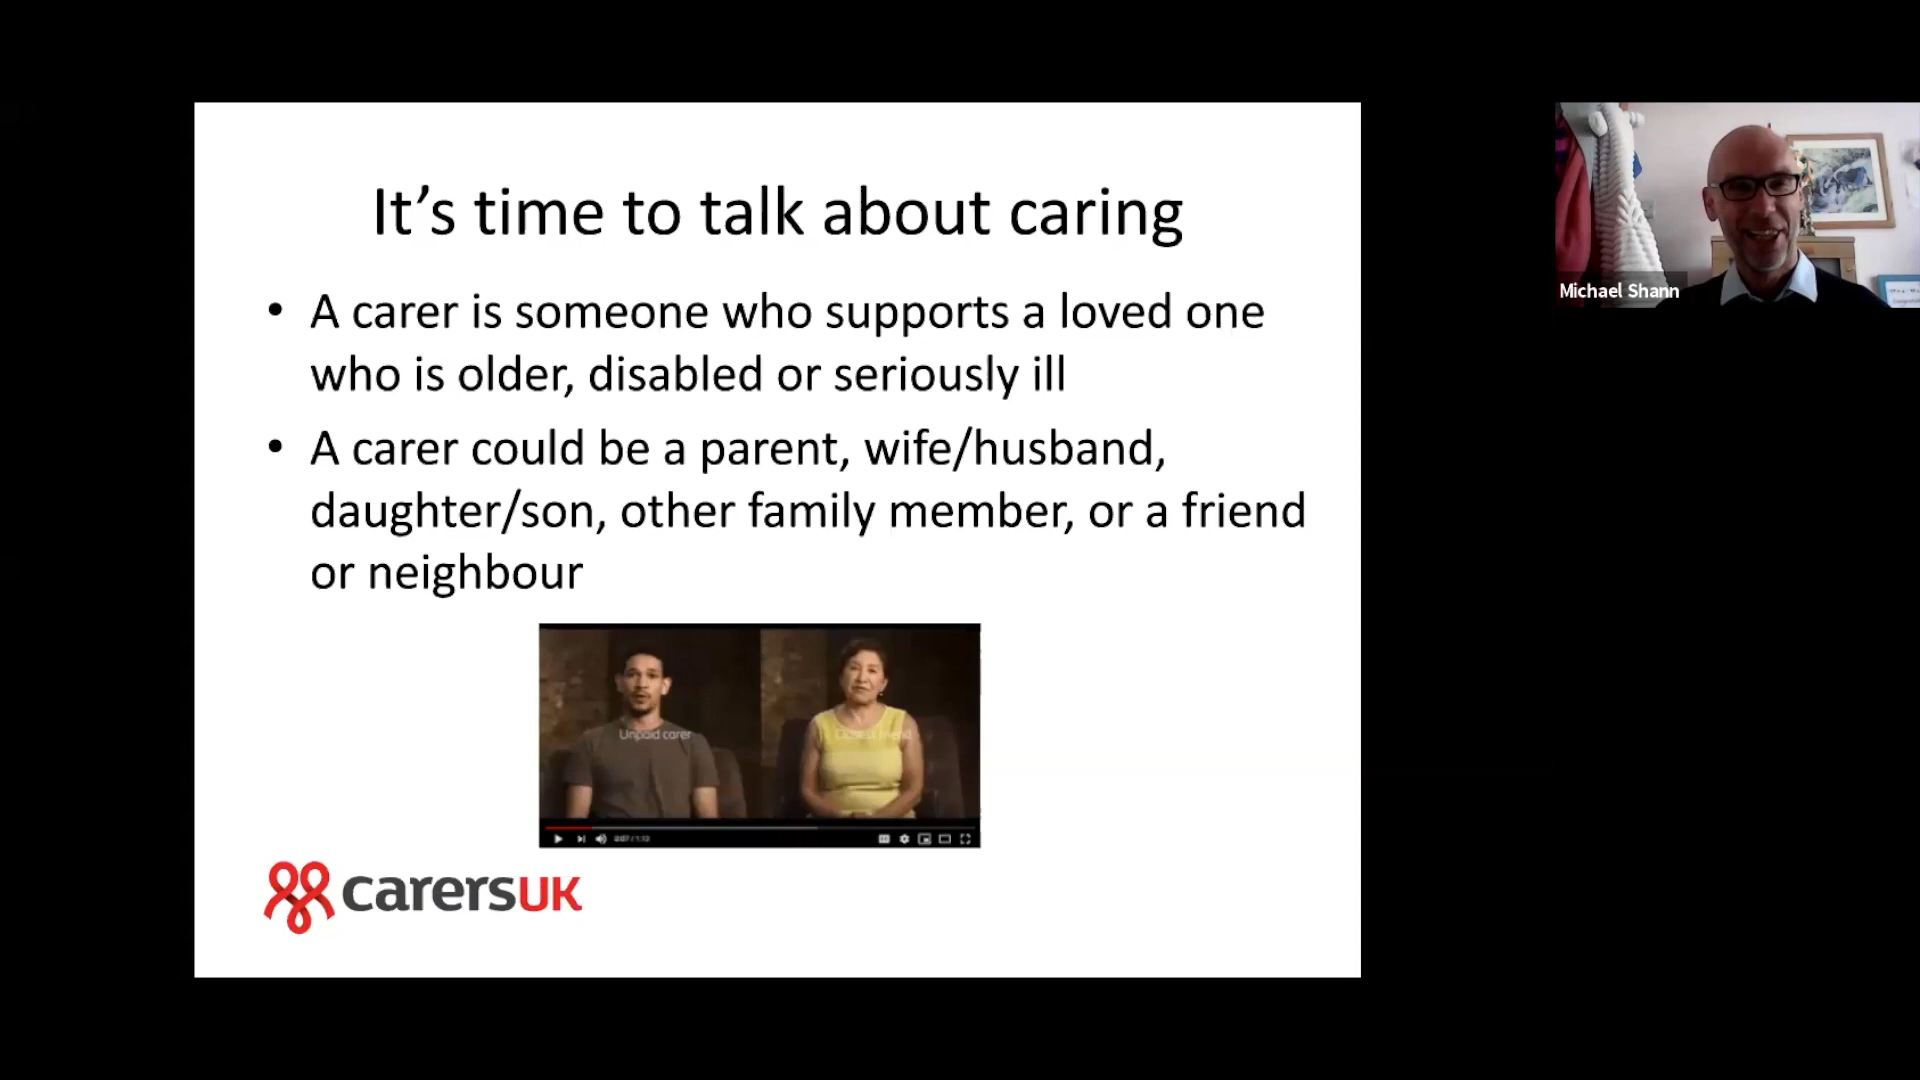 It’s time to talk about caring
• A carer is someone who supports a loved one
who is older, disabled or seriously ill
• A carer could be a parent, wife/husband,
daughter/son, other family member, or a friend
or neighbour
Unpaid carer
carersUK
Michael Shann